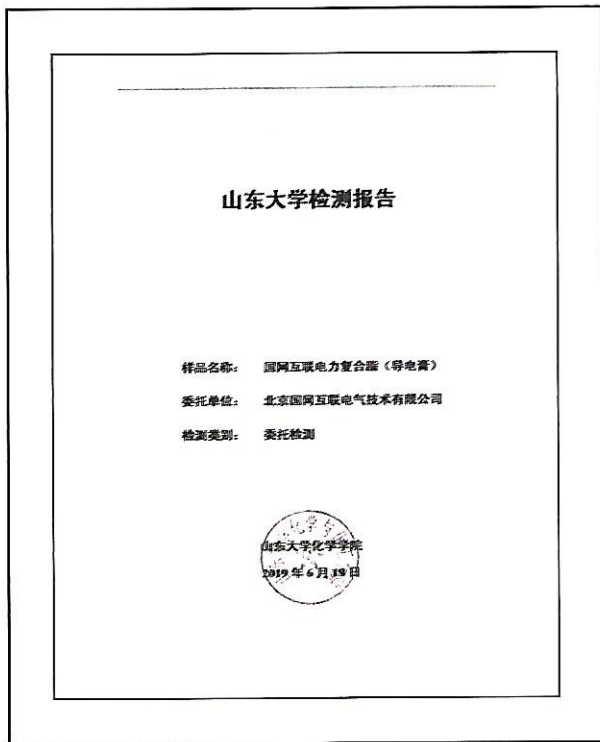 山东大学检测报告
样品名称： 国网互联电力复合脂（导电膏）
委托单位： 北京国网互联电气技术有限公司
检测类别： 委托检测
山东大学化学学院
2019年6月18日